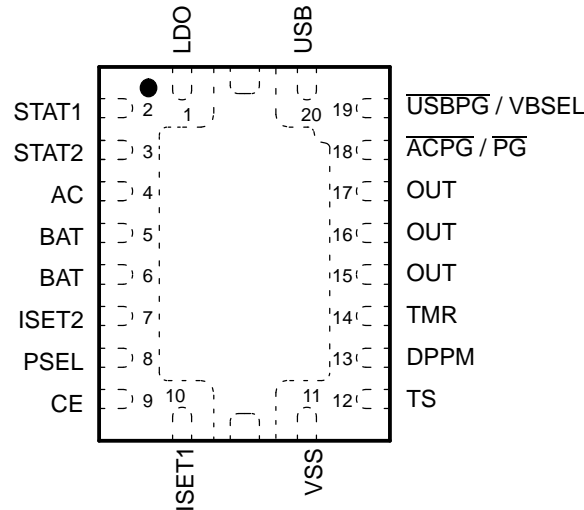 LDO
USB
1
20
STAT1 2
19 USBPG / VBSEL
STAT2 3
18 ACPG / PG
AC 4
17 OUT
BAT 5
16 OUT
BAT 6
15 OUT
ISET2 7
14 TMR
PSEL 8
13 DPPM
CE 9
12 TS
10
11
ISET1
VSS